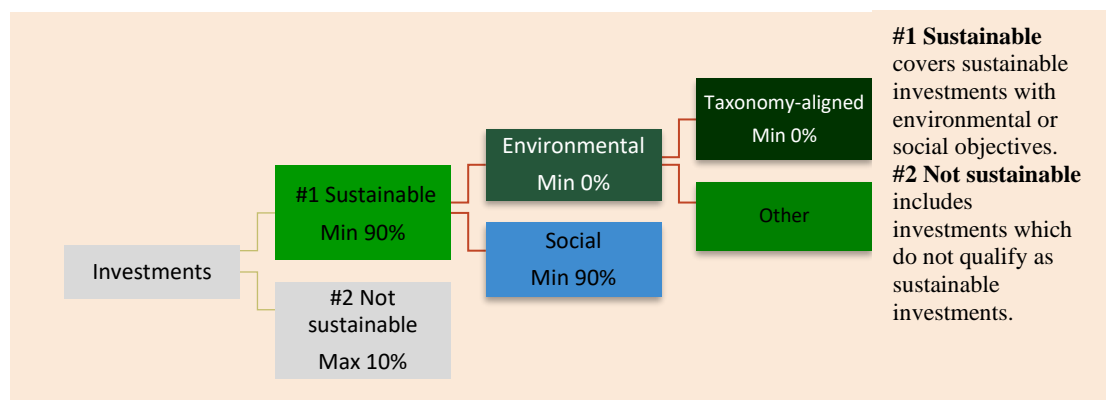 Investments
#1 Sustainable
Min 90%
#2 Not
sustainable
Max 10%
Environmental
Min 0%
Social
Min 90%
Taxonomy-aligned
Min 0%
Other
#1 Sustainable
covers sustainable
investments with
environmental or
social objectives.
#2 Not sustainable
includes
investments which
do not qualify as
sustainable
investments.